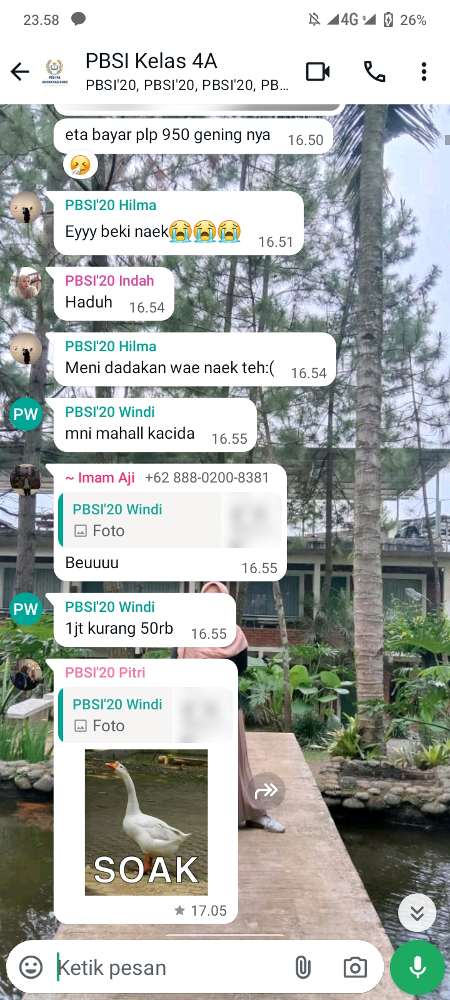 23.58
4G
26%
PBSI Kelas 4A
PBSI 4A
ANGKATAN 2020
PBSI'20, PBSI'20, PBSI'20, PB...
eta bayar plp 950 gening nya 16.50
PBSI'20 Hilma
Eyyy beki naek😭😭😭 16.51
PBSI'20 Indah
Haduh 16.54
PBSI'20 Hilma
Meni dadakan wae naek teh:( 16.54
PW
PBSI'20 Windi
mni mahall kacida 16.55
~ Imam Aji +62 888-0200-8381
PBSI'20 Windi
Foto
Beuuuu 16.55
PW
PBSI'20 Windi
1jt kurang 50rb 16.55
PBSI'20 Pitri
PBSI'20 Windi
Foto
SOAK
17.05
Ketik pesan